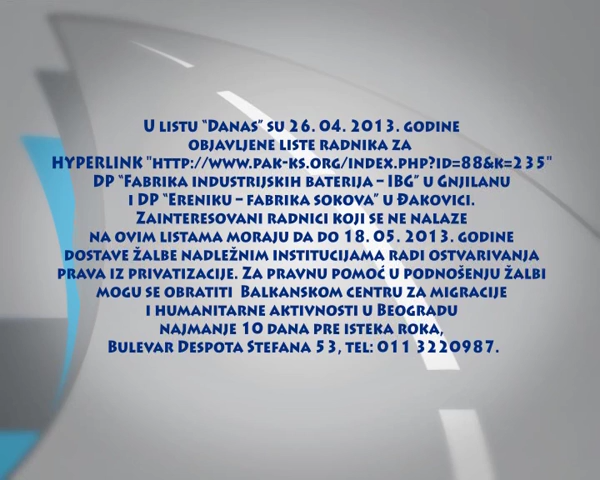 U listu "Danas" su 26. 04. 2013. godine
objavljene liste radnika za
HYPERLINK "http://www.pak-ks.org/index.php?id=88&k=235"
DP "Fabrika industrijskih baterija – IBG" u Gnjilanu
i DP "Ereniku – fabrika sokova" u Đakovici.
Zainteresovani radnici koji se ne nalaze
na ovim listama moraju da do 18. 05. 2013. godine
dostave žalbe nadležnim institucijama radi ostvarivanja
prava iz privatizacije. Za pravnu pomoć u podnošenju žalbi
mogu se obratiti Balkanskom centru za migracije
i humanitarne aktivnosti u Beogradu
najmanje 10 dana pre isteka roka,
Bulevar Despota Stefana 53, tel: 011 3220987.